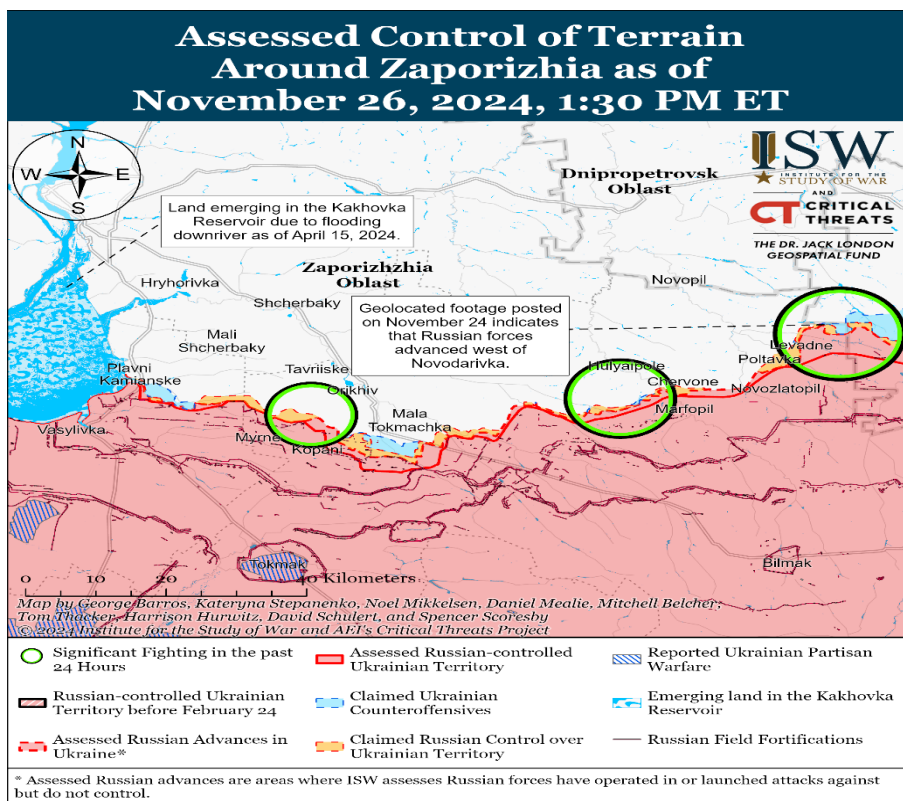 Assessed Control of Terrain
Around Zaporizhia as of
November 26, 2024, 1:30 PM ET
N
W
E
S
ISW
INSTITUTE FOR THE
STUDY OF WAR
AND
CT CRITICAL
THREATS
THE DR. JACK LONDON
GEOSPATIAL FUND
Dnipropetrovsk
Oblast
Land emerging in the Kakhovka
Reservoir due to flooding
downriver as of April 15, 2024.
Zaporizhzhia
Oblast
Hryhorivka
Novopil
Shcherbaky
Geolocated footage posted
on November 24 indicates
that Russian forces
advanced west of
Novodarivka.
Mali
Shcherbaky
Levadne
Poltavka
Plavni
Kamianske
Tavriiske
Hulyaipole
Orikhiv
Chervone
Novozlatopil
Mala
Tokmachka
Marfopil
Vasylivka
Myrne
Kopani
Tokmak
Bilmak
0 10 20 40 Kilometers
Map by George Barros, Kateryna Stepanenko, Noel Mikkelsen, Daniel Mealie, Mitchell Belcher,
Tom Thacker, Harrison Hurwitz, David Schulert, and Spencer Scoresby
© 2024 Institute for the Study of War and AEI's Critical Threats Project
Significant Fighting in the past
24 Hours
Assessed Russian-controlled
Ukrainian Territory
Reported Ukrainian Partisan
Warfare
Russian-controlled Ukrainian
Territory before February 24
Claimed Ukrainian
Counteroffensives
Emerging land in the Kakhovka
Reservoir
Assessed Russian Advances in
Ukraine*
Claimed Russian Control over
Ukrainian Territory
Russian Field Fortifications
* Assessed Russian advances are areas where ISW assesses Russian forces have operated in or launched attacks against
but do not control.